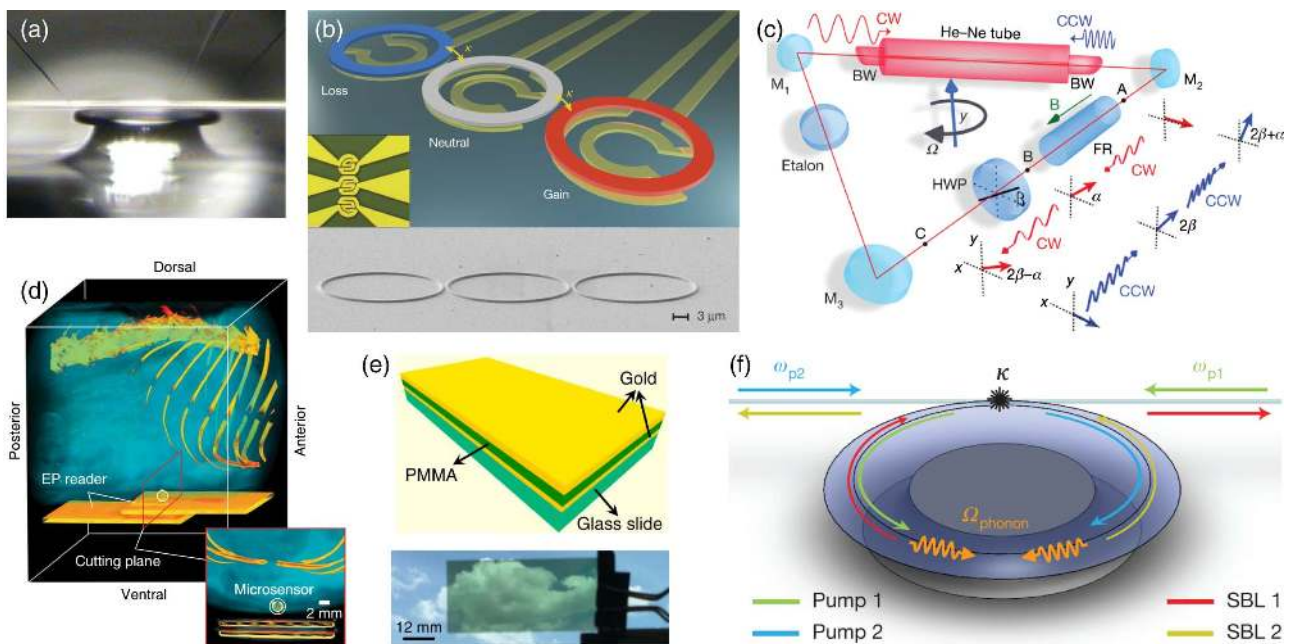 (a)
(b)
κ
κ
Loss
Neutral
Gain
3 μm
(c)
CW
He–Ne tube
CCW
M1
BW
BW
M2
A
B
y
Ω
Etalon
FR
B
HWP
β
CW
α
2β+α
CCW
2β
C
CW
y
x
2β−α
M3
y
x
CCW
(d)
Dorsal
Posterior
Anterior
EP reader
Cutting plane
Ventral
Microsensor
2 mm
(e)
Gold
PMMA
Glass slide
12 mm
(f)
ωp2
κ
ωp1
Ωphonon
Pump 1
SBL 1
Pump 2
SBL 2